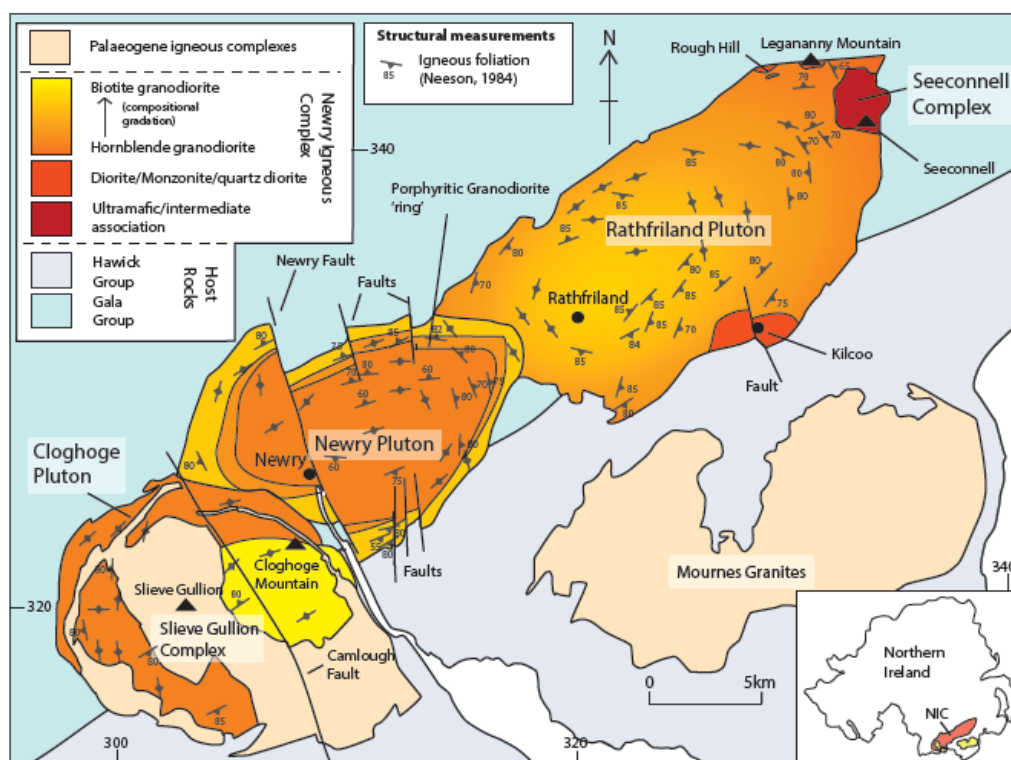 Palaeogene igneous complexes
Biotite granodiorite
(compositional
gradation)
Hornblende granodiorite
Diorite/Monzonite/quartz diorite
Ultramafic/intermediate
association
Newry Igneous
Complex
Hawick
Group
Gala
Group
Host
Rocks
Structural measurements
85
Igneous foliation
(Neeson, 1984)
N
Rough Hill
Legananny Mountain
Seeconnell
Complex
Seeconnell
340
Porphyritic Granodiorite
'ring'
Newry Fault
Faults
Rathfriland Pluton
Rathfriland
Kilcoo
Fault
Newry Pluton
Newry
Cloghoge
Pluton
Faults
Cloghoge
Mountain
Slieve Gullion
Slieve Gullion
Complex
Camlough
Fault
Mournes Granites
320
340
0 5km
300
320
Northern
Ireland
NIC